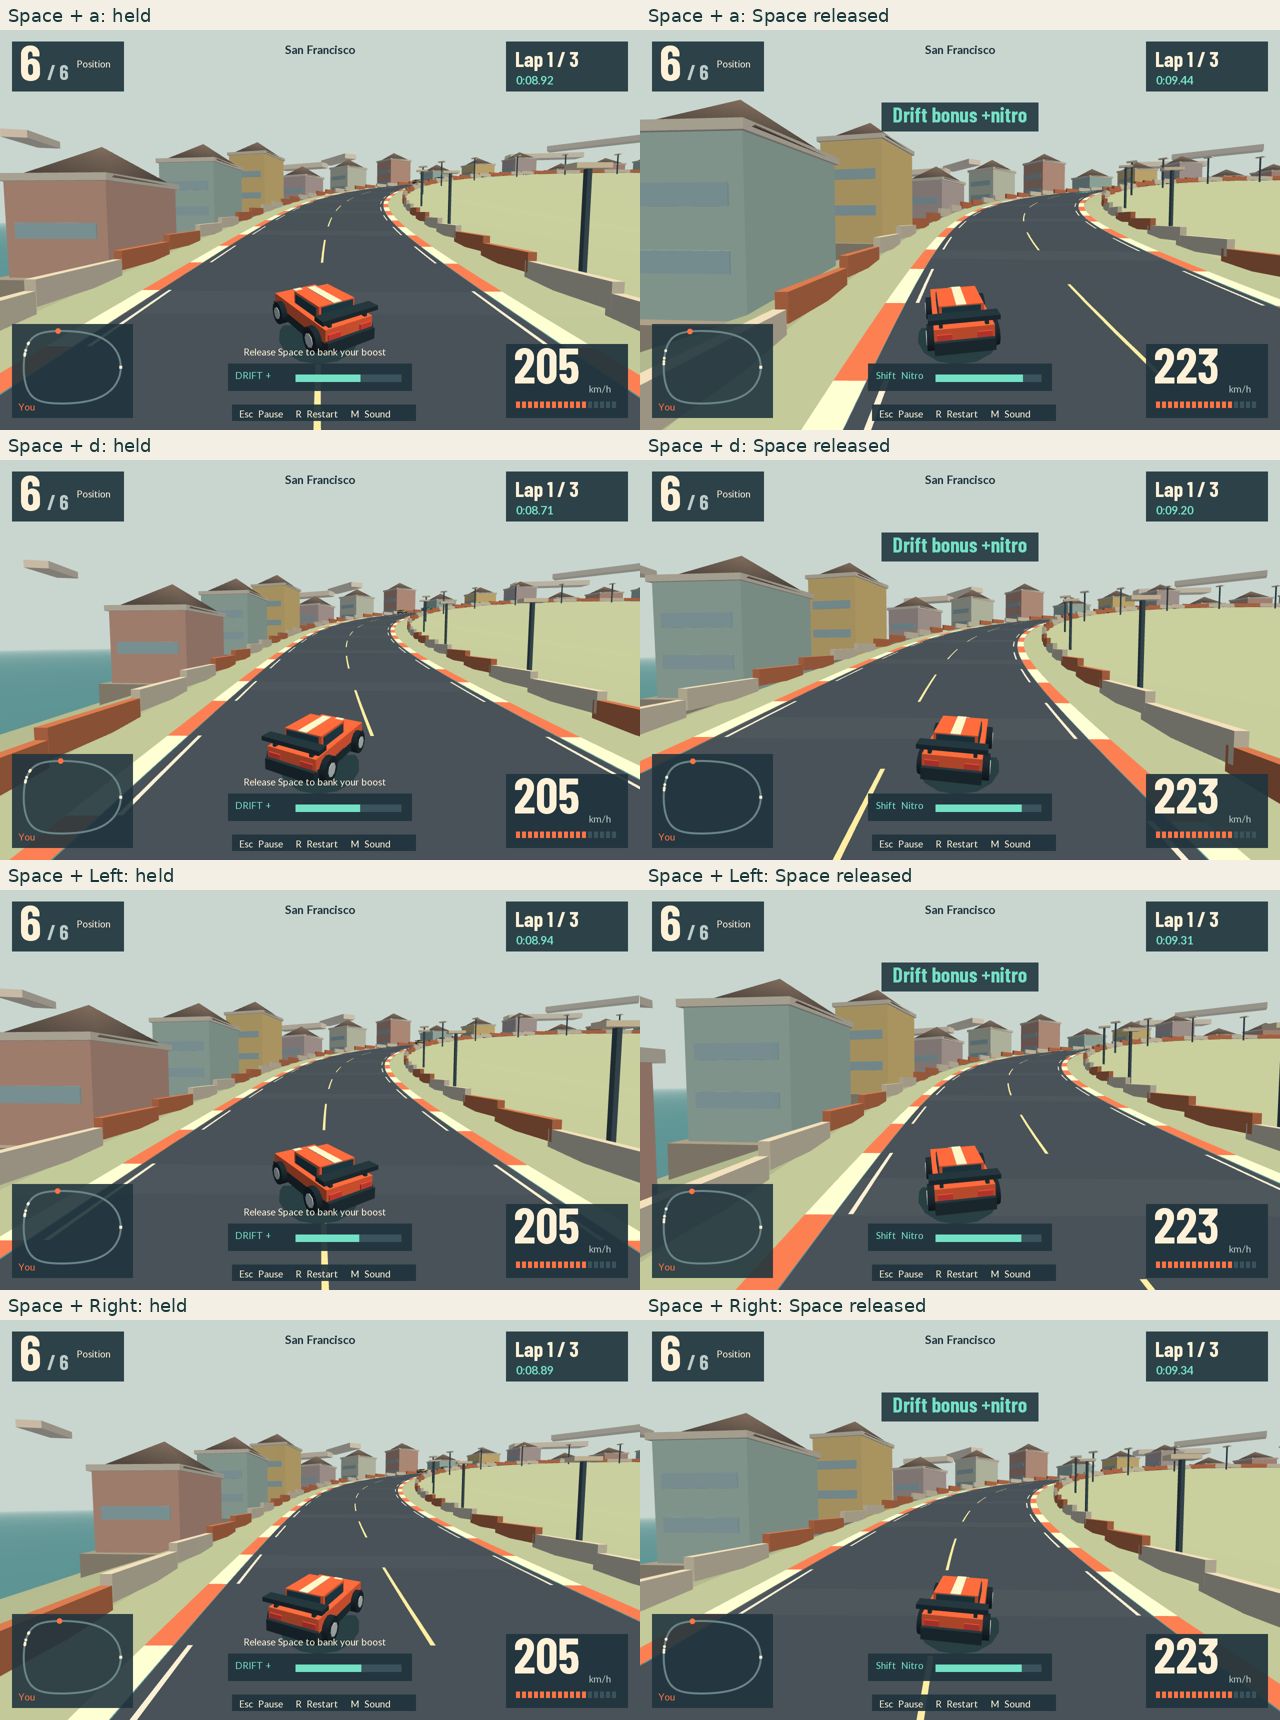 Space + a: held
6 / 6 Position
San Francisco
Lap 1 / 3
0:08.92
Release Space to bank your boost
DRIFT +
You
205 km/h
Esc Pause R Restart M Sound
Space + a: Space released
6 / 6 Position
San Francisco
Lap 1 / 3
0:09.44
Drift bonus +nitro
Shift Nitro
You
223 km/h
Esc Pause R Restart M Sound
Space + d: held
6 / 6 Position
San Francisco
Lap 1 / 3
0:08.71
Release Space to bank your boost
DRIFT +
You
205 km/h
Esc Pause R Restart M Sound
Space + d: Space released
6 / 6 Position
San Francisco
Lap 1 / 3
0:09.20
Drift bonus +nitro
Shift Nitro
You
223 km/h
Esc Pause R Restart M Sound
Space + Left: held
6 / 6 Position
San Francisco
Lap 1 / 3
0:08.94
Release Space to bank your boost
DRIFT +
You
205 km/h
Esc Pause R Restart M Sound
Space + Left: Space released
6 / 6 Position
San Francisco
Lap 1 / 3
0:09.31
Drift bonus +nitro
Shift Nitro
You
223 km/h
Esc Pause R Restart M Sound
Space + Right: held
6 / 6 Position
San Francisco
Lap 1 / 3
0:08.89
Release Space to bank your boost
DRIFT +
You
205 km/h
Esc Pause R Restart M Sound
Space + Right: Space released
6 / 6 Position
San Francisco
Lap 1 / 3
0:09.34
Drift bonus +nitro
Shift Nitro
You
223 km/h
Esc Pause R Restart M Sound